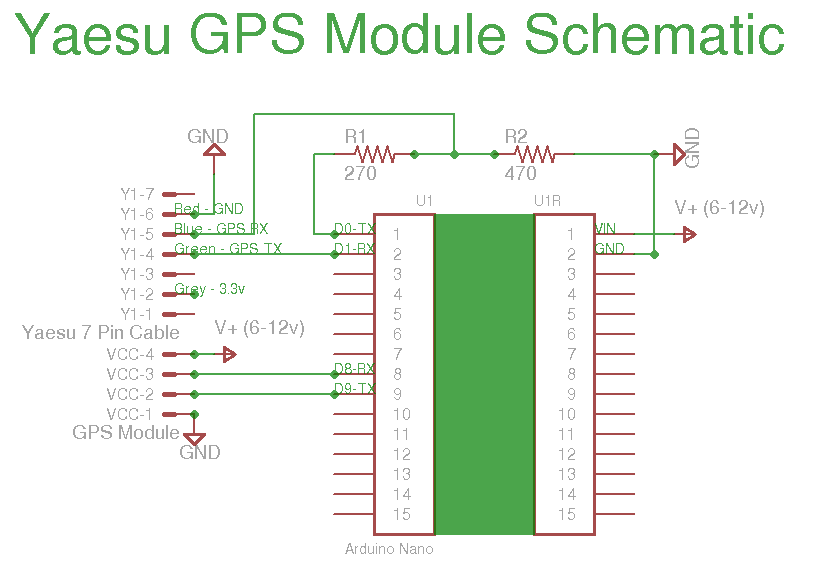 Yaesu GPS Module Schematic
GND
R1
R2
GND
270
470
U1
U1R
V+ (6-12v)
Y1-7
Y1-6 Red - GND
Y1-5 Blue - GPS RX
Y1-4 Green - GPS TX
Y1-3
Y1-2 Grey - 3.3v
Y1-1
Yaesu 7 Pin Cable
V+ (6-12v)
VCC-4
VCC-3
VCC-2
VCC-1
GPS Module
GND
D0-TX 1
D1-RX 2
3
4
5
6
7
D8-RX 8
D9-TX 9
10
11
12
13
14
15
1 VIN
2 GND
3
4
5
6
7
8
9
10
11
12
13
14
15
Arduino Nano